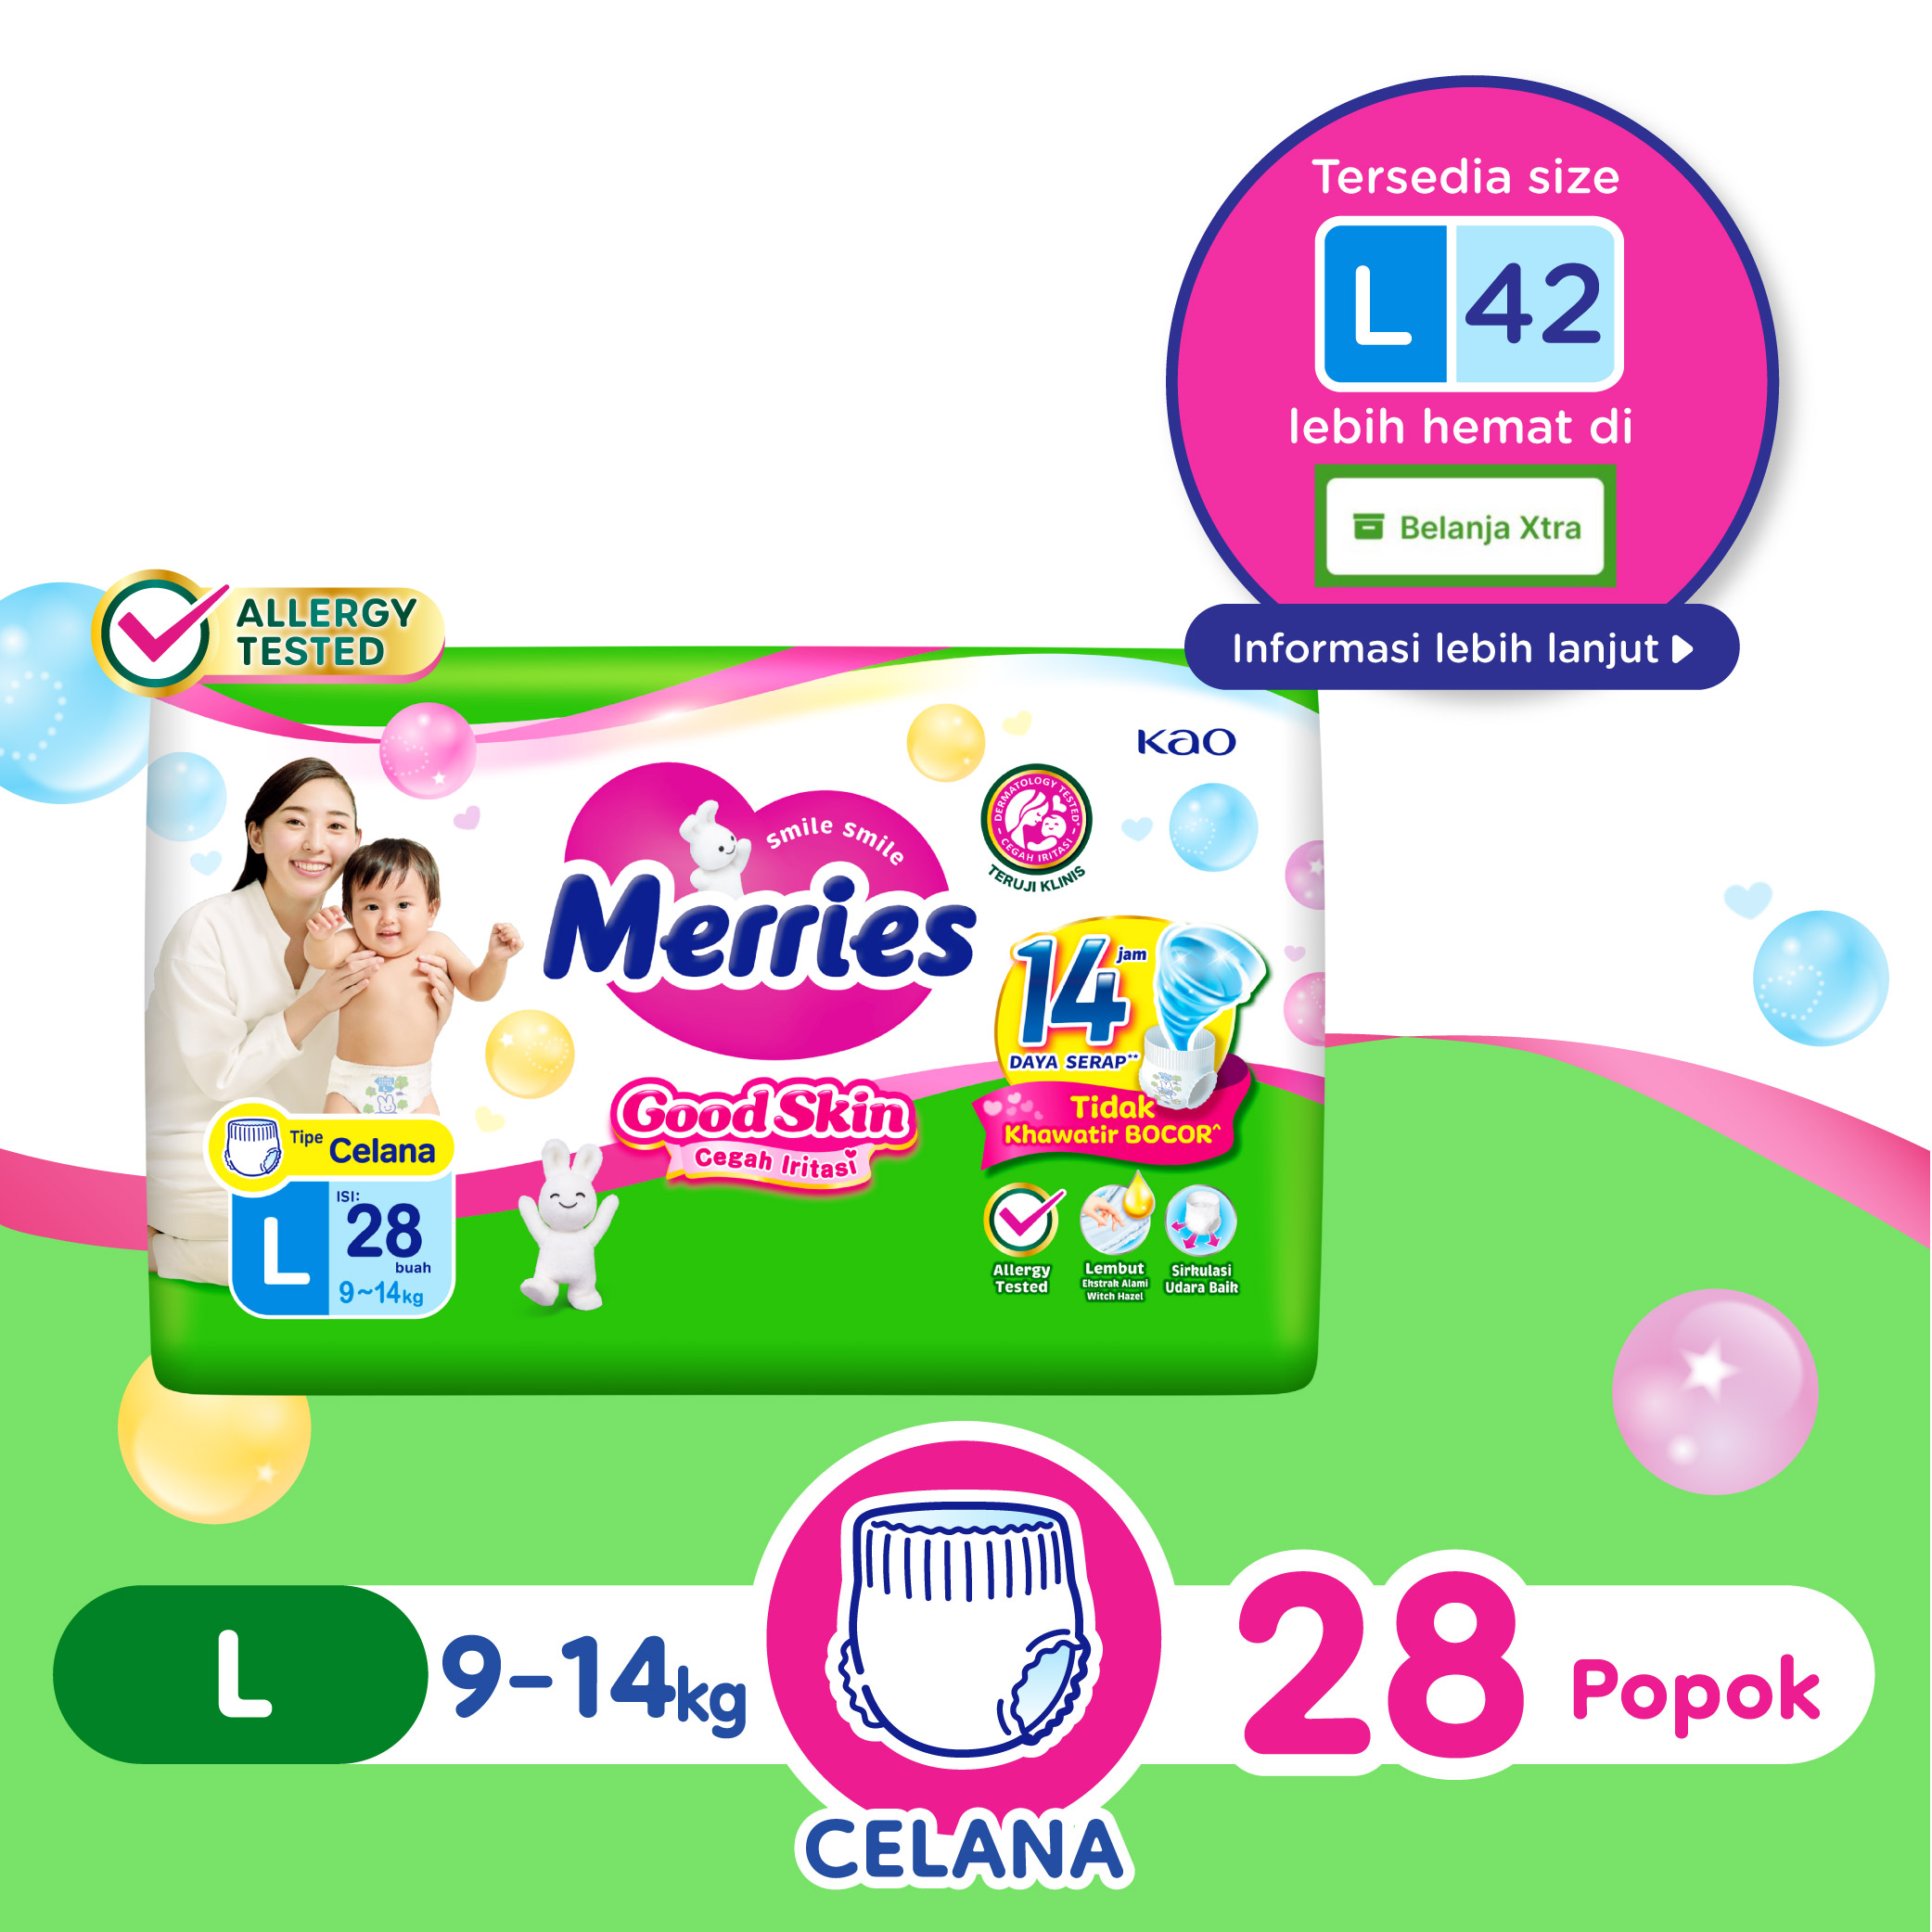 Tersedia size
L 42
lebih hemat di
Belanja Xtra
Informasi lebih lanjut
ALLERGY
TESTED
Kao
smile smile
Merries
DERMATOLOGY TESTED*
- CEGAH IRITASI -
TERUJI KLINIS
14 jam
DAYA SERAP**
Tidak
Khawatir BOCOR^
Good Skin
Cegah Iritasi
Tipe Celana
L
ISI:
28
buah
9~14kg
Allergy
Tested
Lembut
Ekstrak Alami
Witch Hazel
Sirkulasi
Udara Baik
L 9-14kg
28 Popok
CELANA